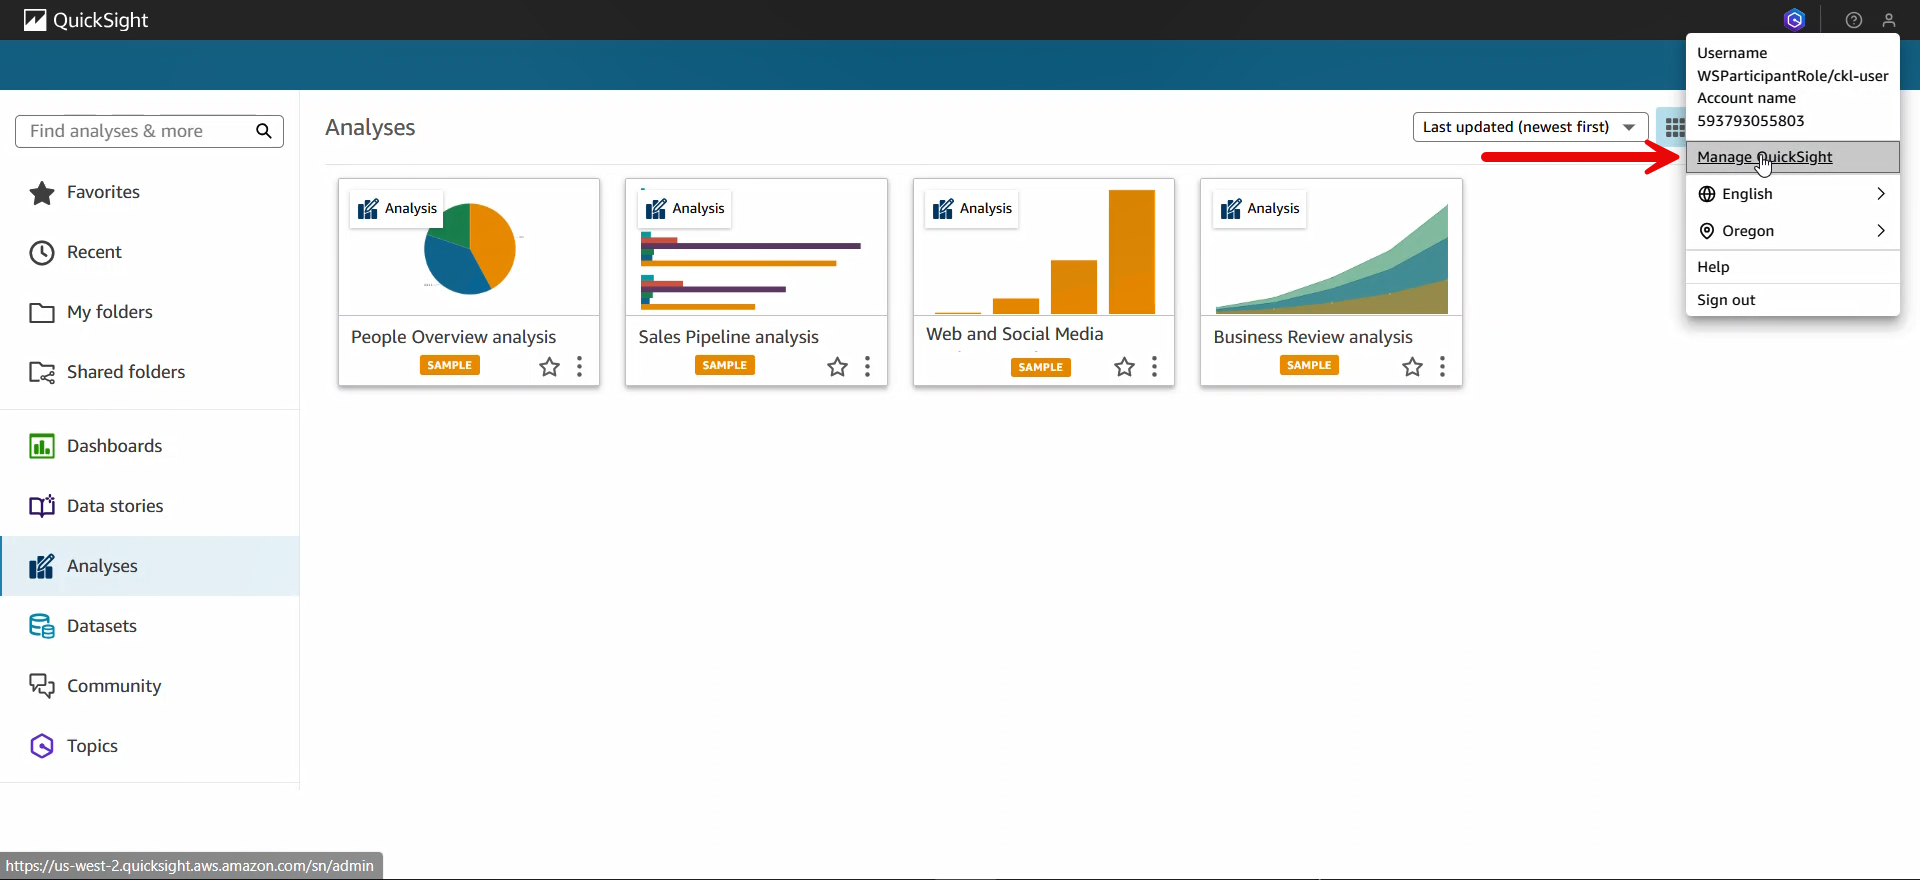 QuickSight
Username
WSParticipantRole/ckl-user
Account name
593793055803
Manage QuickSight
English
Oregon
Help
Sign out
Find analyses & more
Favorites
Recent
My folders
Shared folders
Dashboards
Data stories
Analyses
Datasets
Community
Topics
Analyses
Last updated (newest first)
Analysis
People Overview analysis
SAMPLE
Analysis
Sales Pipeline analysis
SAMPLE
Analysis
Web and Social Media
SAMPLE
Analysis
Business Review analysis
SAMPLE
https://us-west-2.quicksight.aws.amazon.com/sn/admin